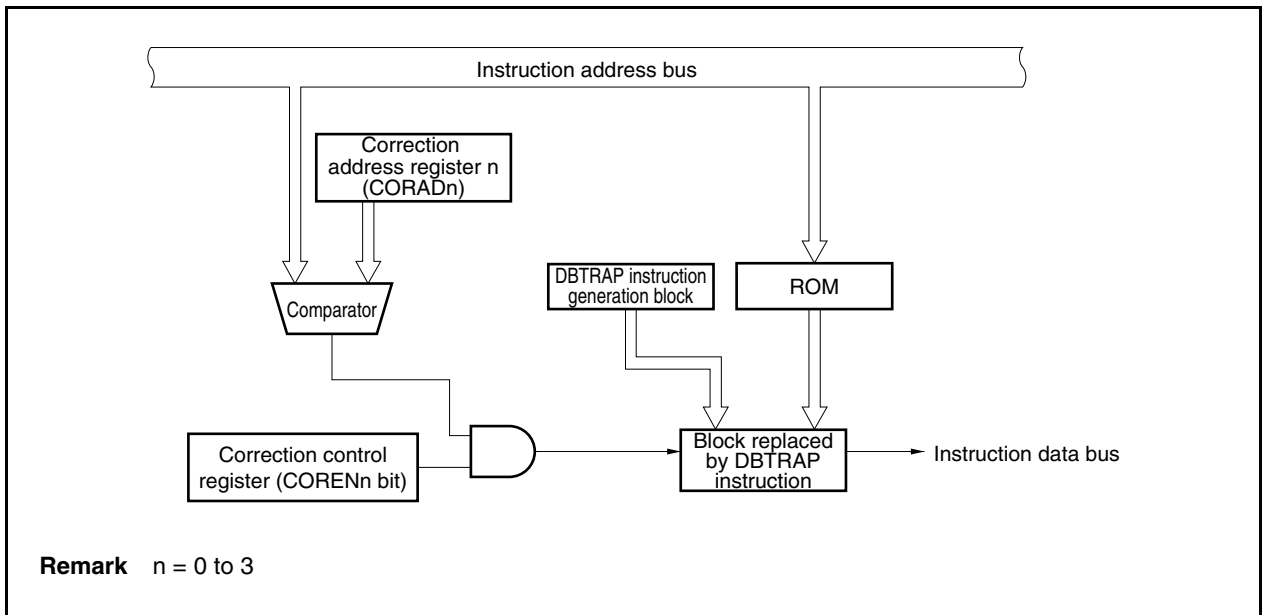 Instruction address bus
Correction
address register n
(CORADn)
Comparator
DBTRAP instruction
generation block
ROM
Correction control
register (CORENn bit)
Block replaced
by DBTRAP
instruction
Instruction data bus
Remark n = 0 to 3